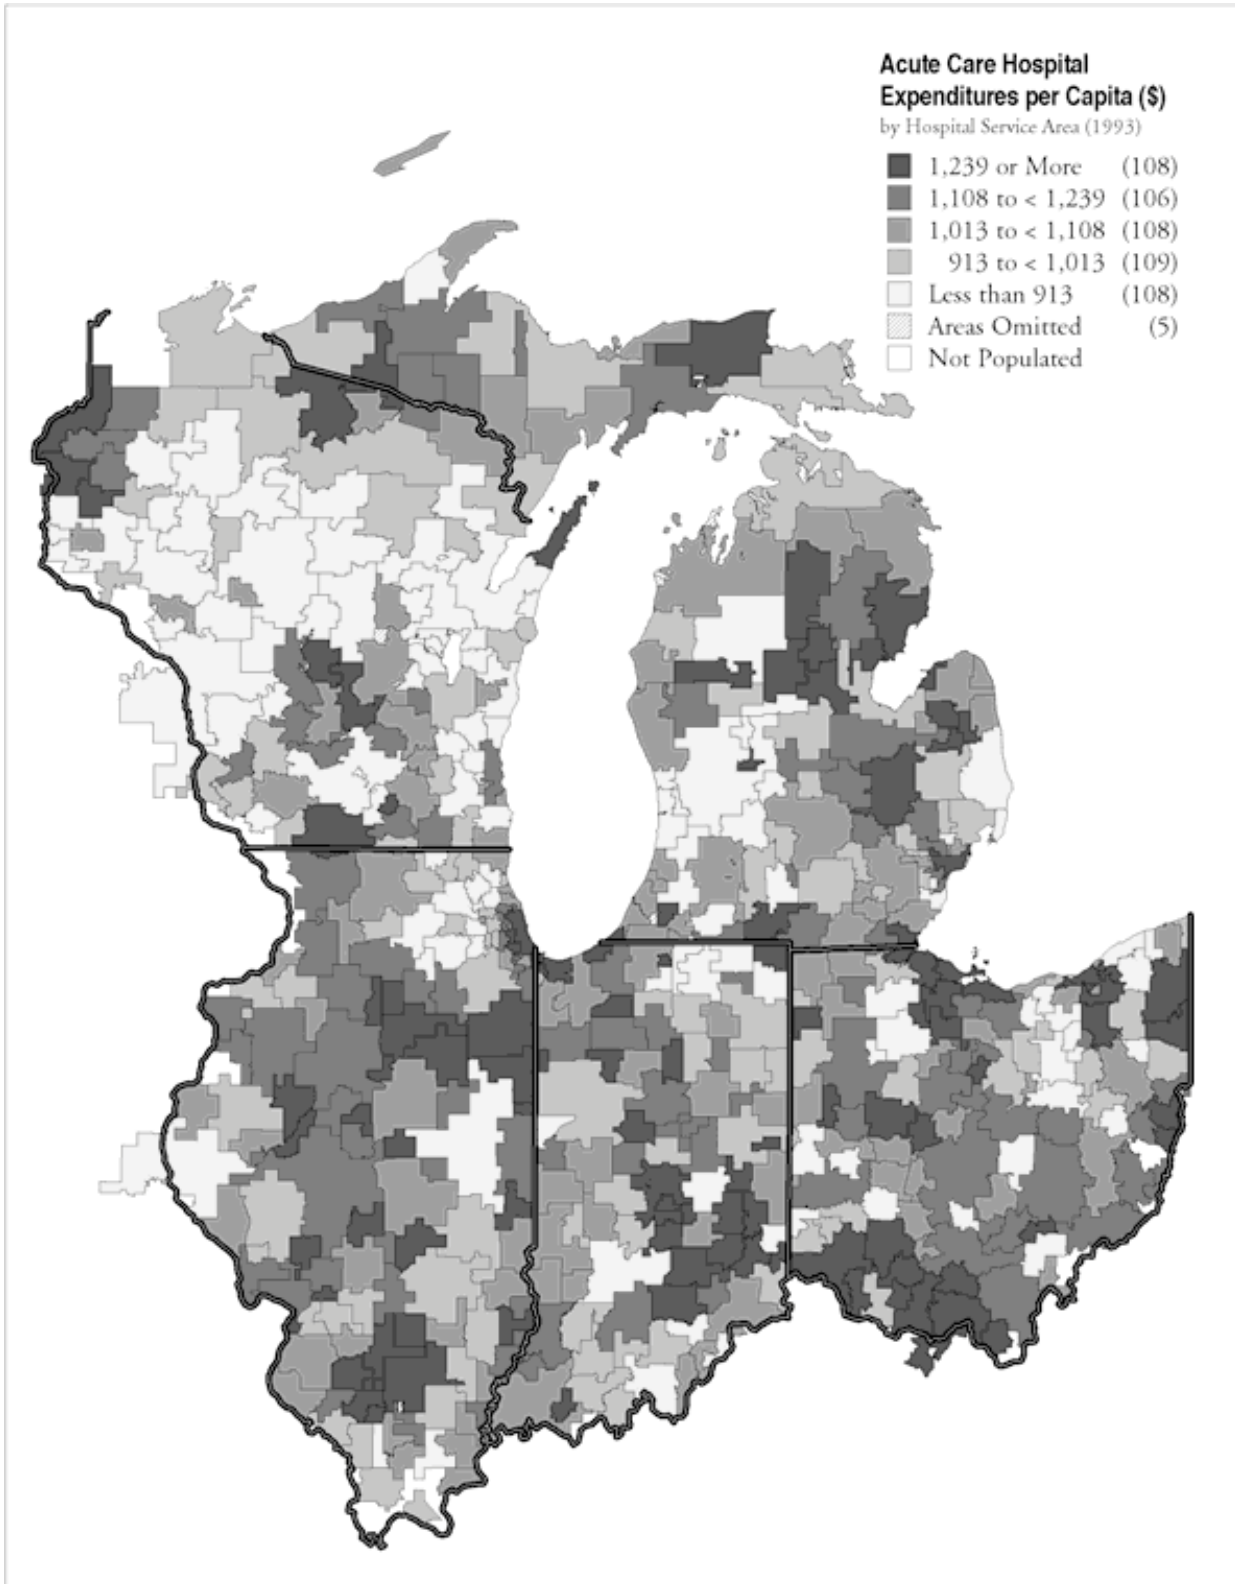 Acute Care Hospital
Expenditures per Capita ($)
by Hospital Service Area (1993)
1,239 or More (108)
1,108 to < 1,239 (106)
1,013 to < 1,108 (108)
913 to < 1,013 (109)
Less than 913 (108)
Areas Omitted (5)
Not Populated